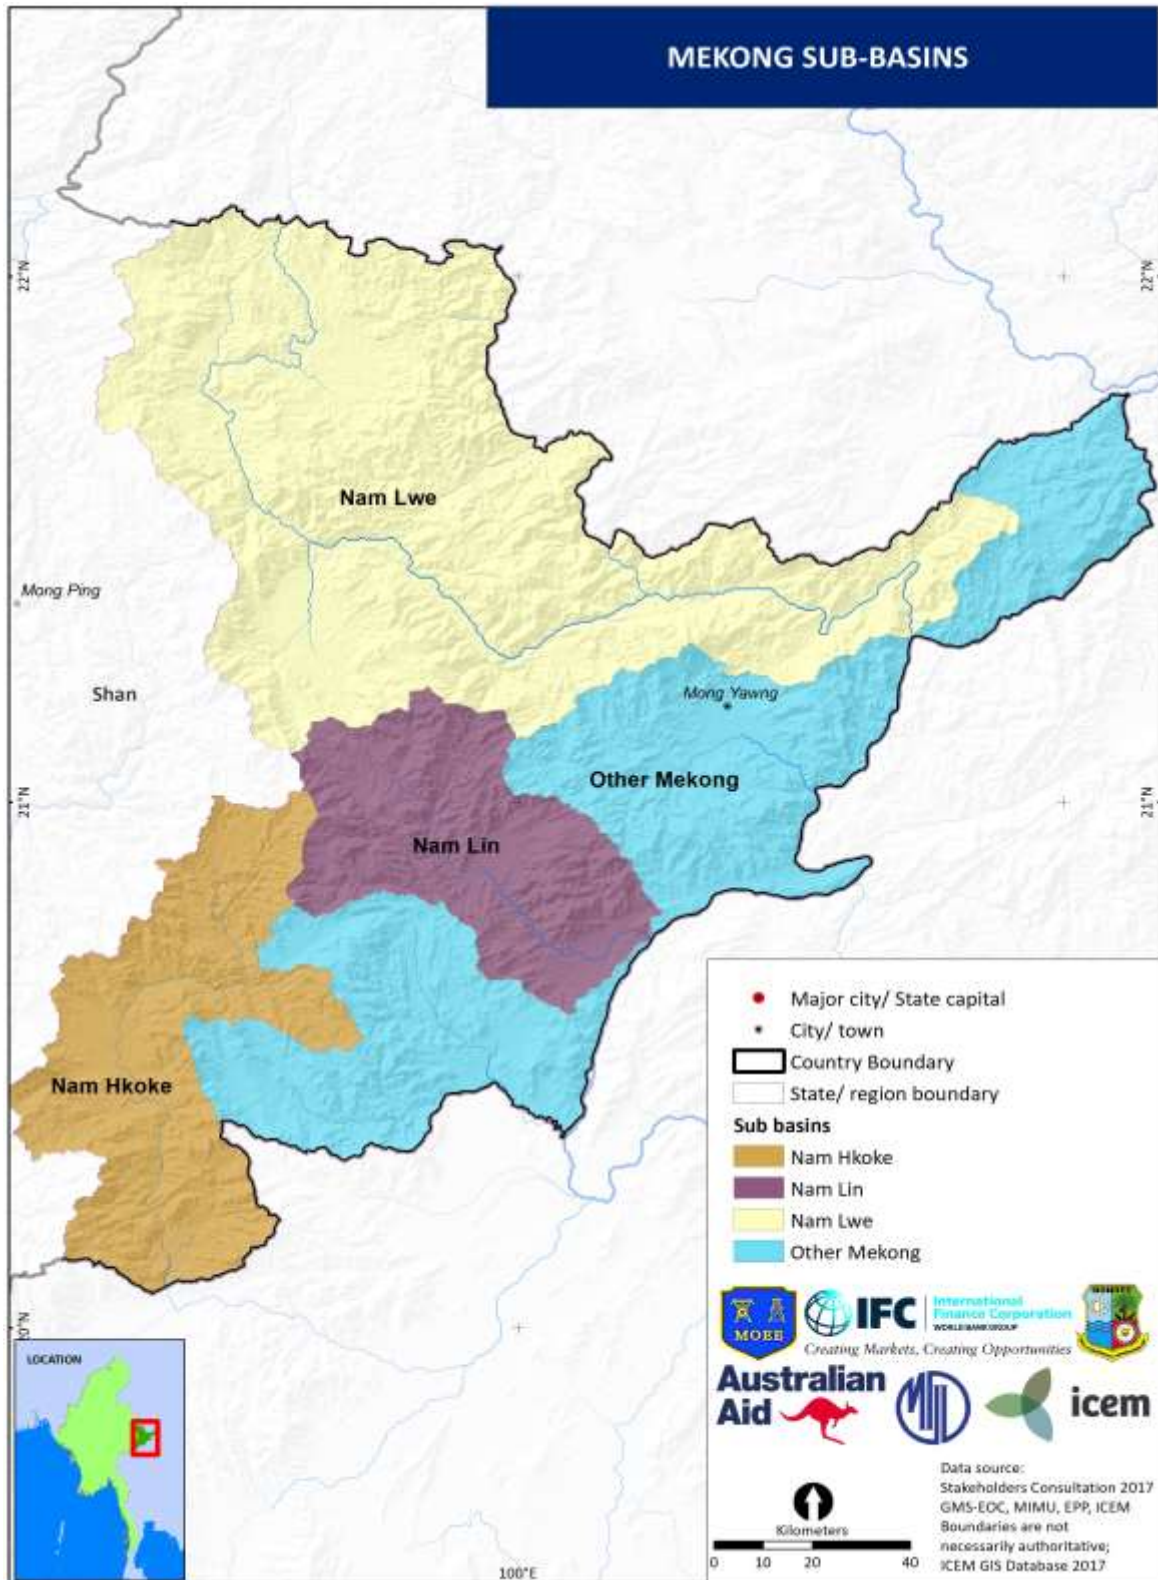 MEKONG SUB-BASINS
22°N
22°N
Nam Lwe
Mong Ping
Shan
Mong Yawng
Other Mekong
21°N
21°N
Nam Lin
Nam Hkoke
Major city/ State capital
City/ town
Country Boundary
State/ region boundary
Sub basins
Nam Hkoke
Nam Lin
Nam Lwe
Other Mekong
20°N
LOCATION
MOEE
IFC
International
Finance Corporation
WORLD BANK GROUP
Creating Markets, Creating Opportunities
Australian
Aid
icem
Data source:
Stakeholders Consultation 2017
GMS-EOC, MIMU, EPP, ICEM
Boundaries are not
necessarily authoritative;
ICEM GIS Database 2017
Kilometers
0 10 20 40
100°E